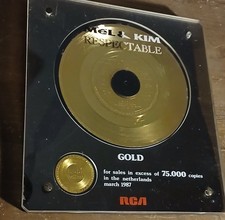 MEL & KIM
RESPECTABLE
GOLD
for sales in excess of 75.000 copies
in the netherlands
march 1987
RCA